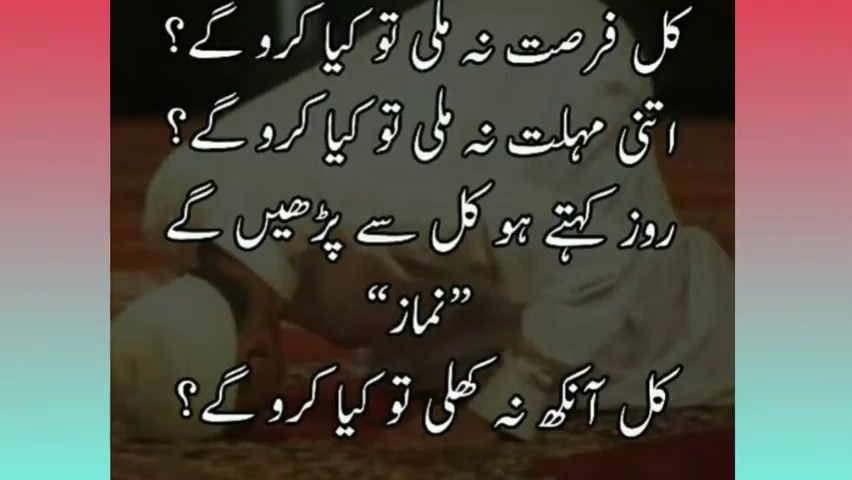 کل فرصت نہ ملی تو کیا کرو گے؟
اتنی مہلت نہ ملی تو کیا کرو گے؟
روز کہتے ہو کل سے پڑھیں گے
”نماز“
کل آنکھ نہ کھلی تو کیا کرو گے؟